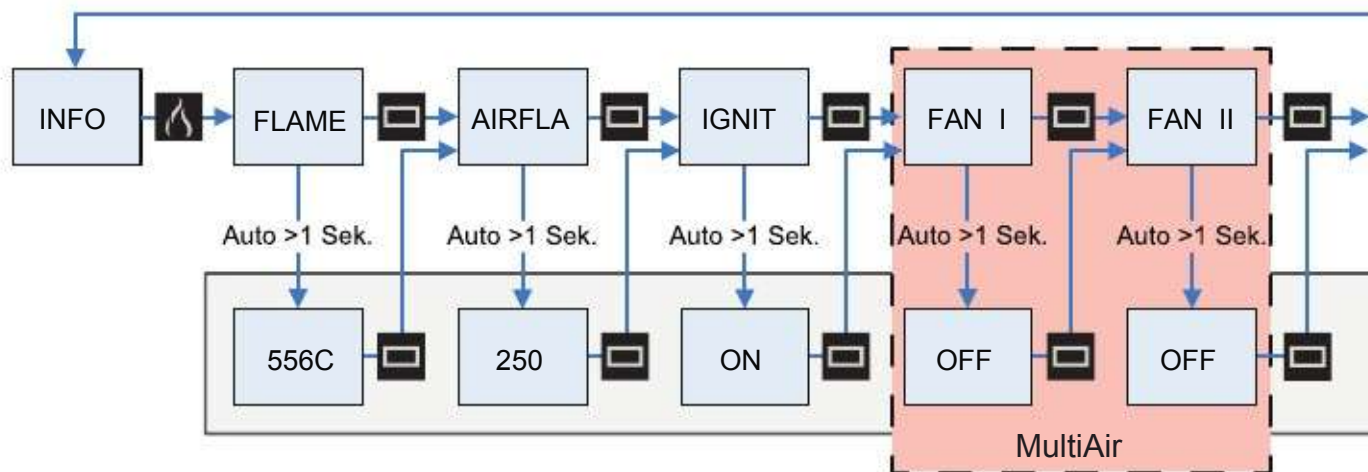 INFO
FLAME
AIRFLA
IGNIT
FAN I
FAN II
Auto >1 Sek.
Auto >1 Sek.
Auto >1 Sek.
Auto >1 Sek.
Auto >1 Sek.
556C
250
ON
OFF
OFF
MultiAir